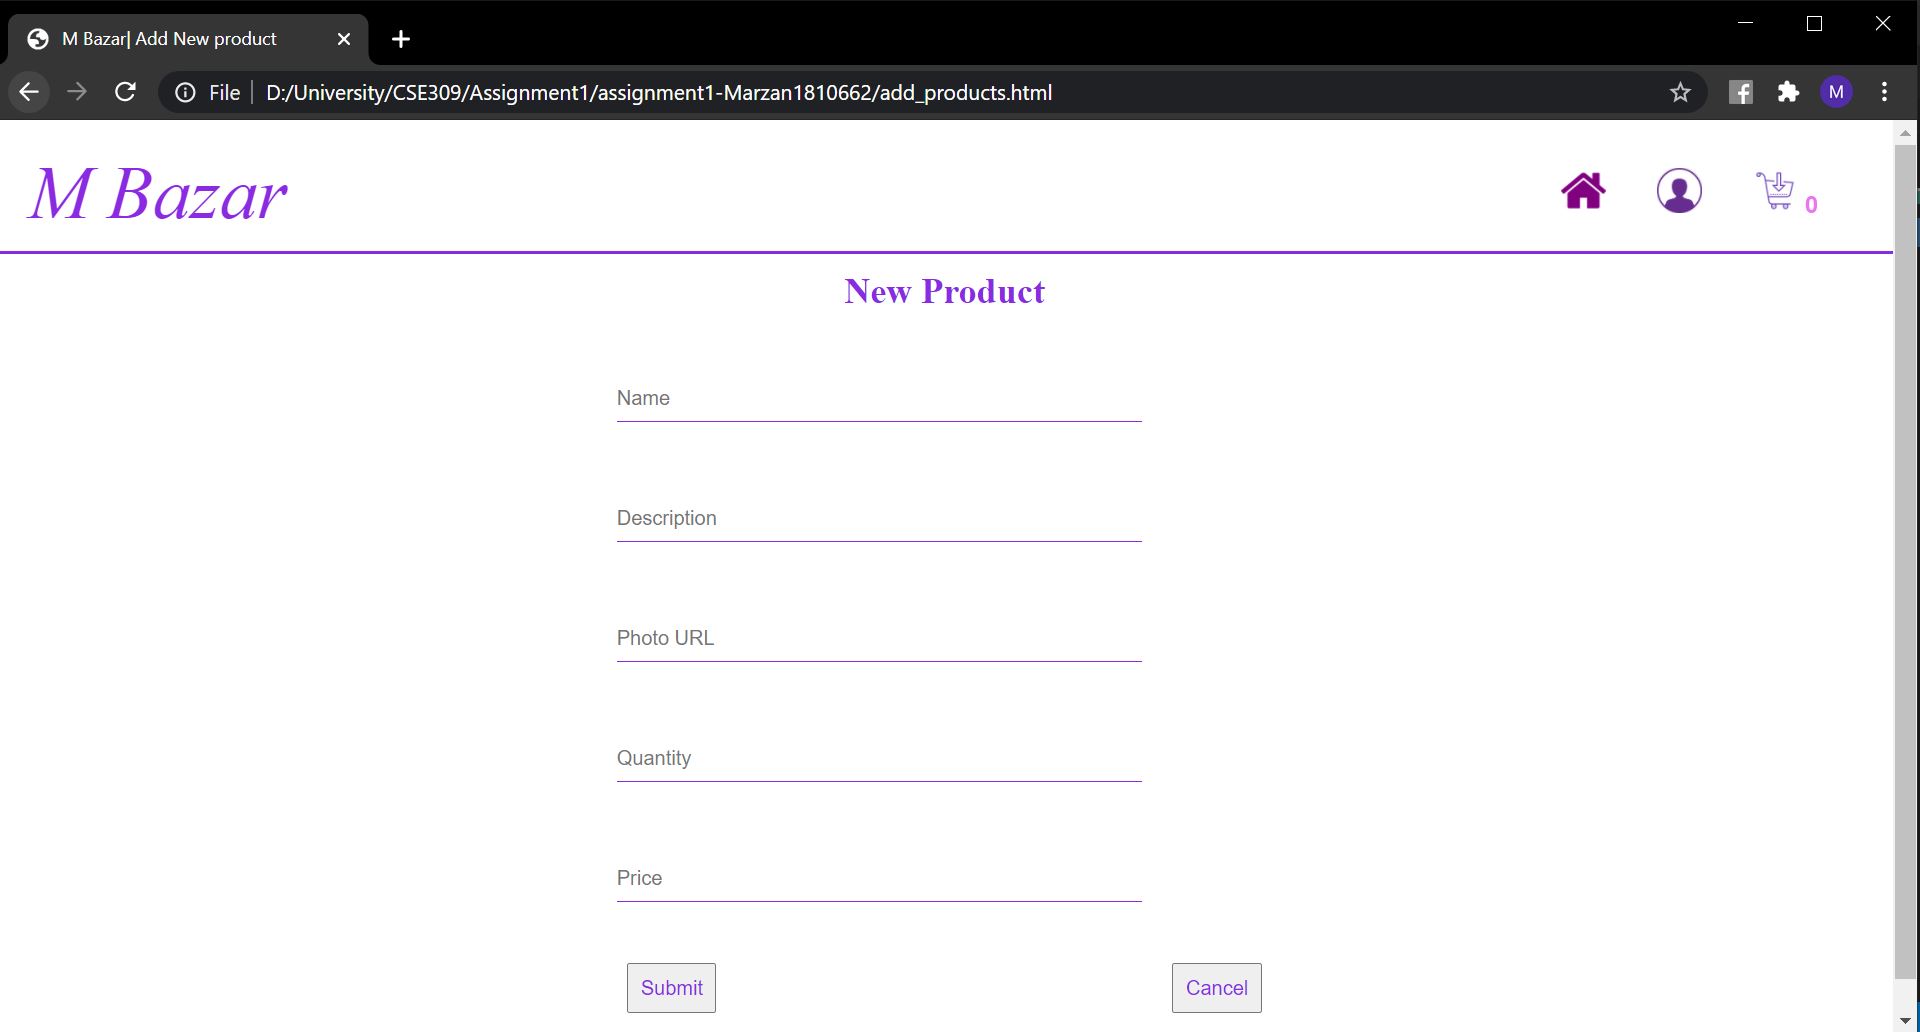 M Bazar| Add New product
File D:/University/CSE309/Assignment1/assignment1-Marzan1810662/add_products.html
M
M Bazar
0
New Product
Name
Description
Photo URL
Quantity
Price
Submit Cancel